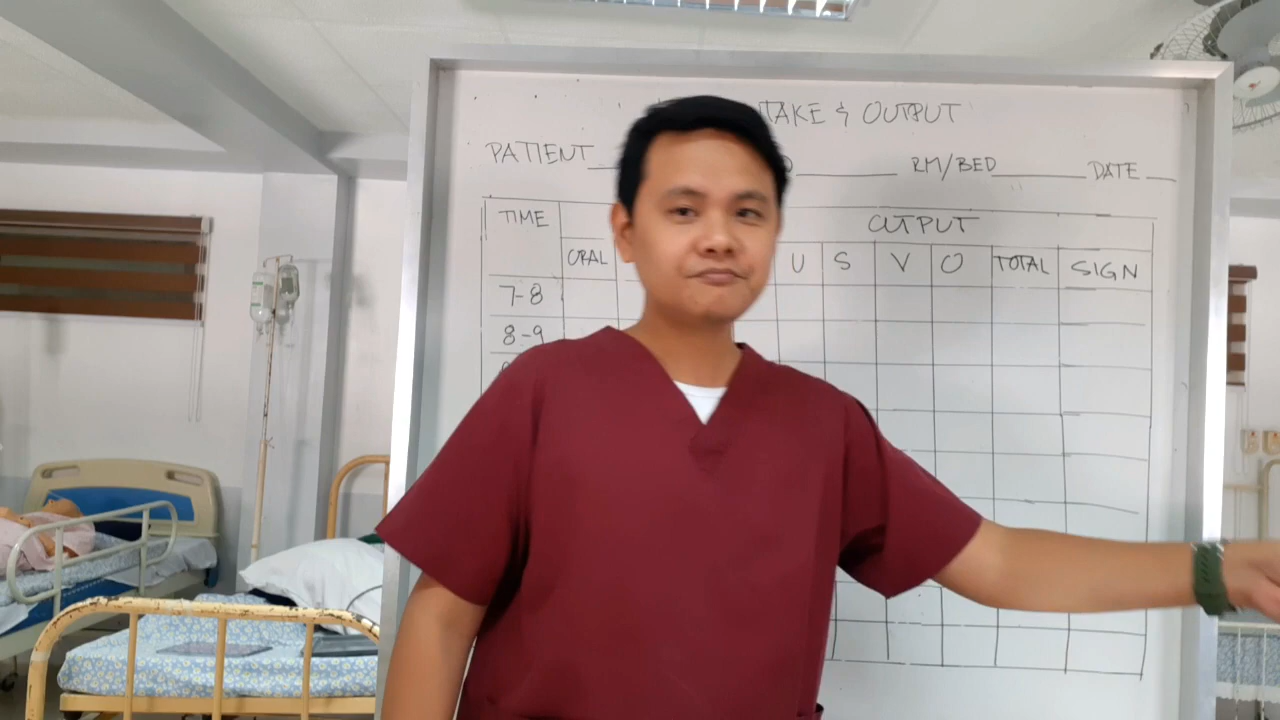 TAKE & OUTPUT
PATIENT RM/BED DATE
TIME OUTPUT
ORAL U S V O TOTAL SIGN
7-8
8-9